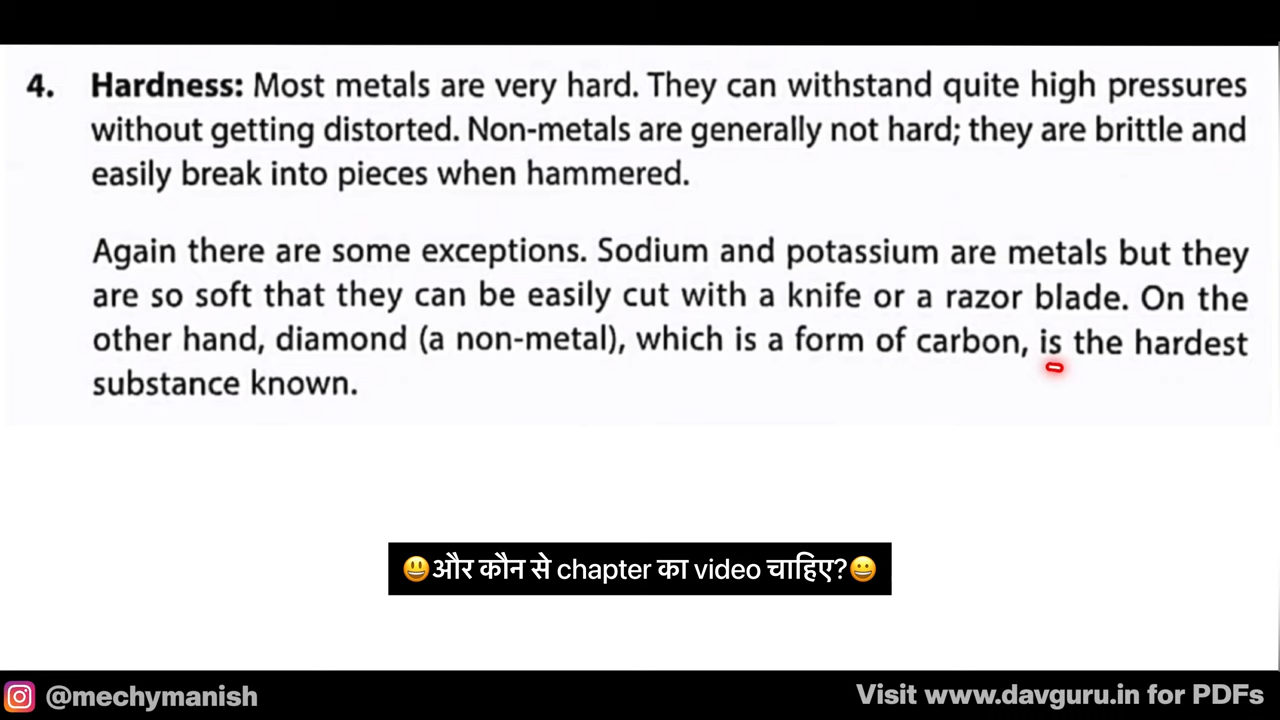 4. Hardness: Most metals are very hard. They can withstand quite high pressures
without getting distorted. Non-metals are generally not hard; they are brittle and
easily break into pieces when hammered.
Again there are some exceptions. Sodium and potassium are metals but they
are so soft that they can be easily cut with a knife or a razor blade. On the
other hand, diamond (a non-metal), which is a form of carbon, is the hardest
substance known.
😃और कौन से chapter का video चाहिए?😀
@mechymanish
Visit www.davguru.in for PDFs